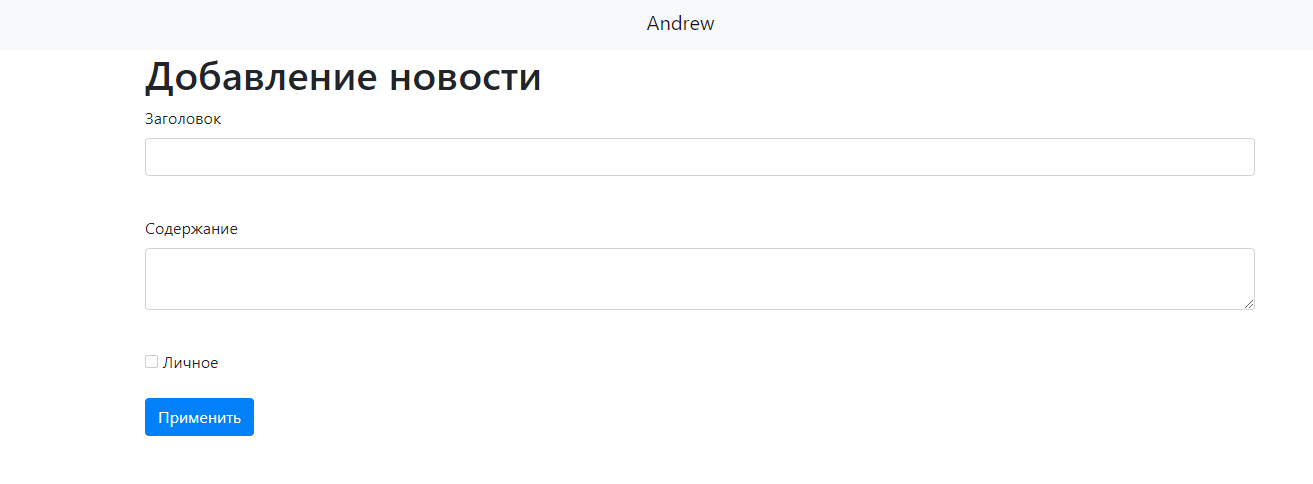 Andrew
Добавление новости
Заголовок
Содержание
Личное
Применить